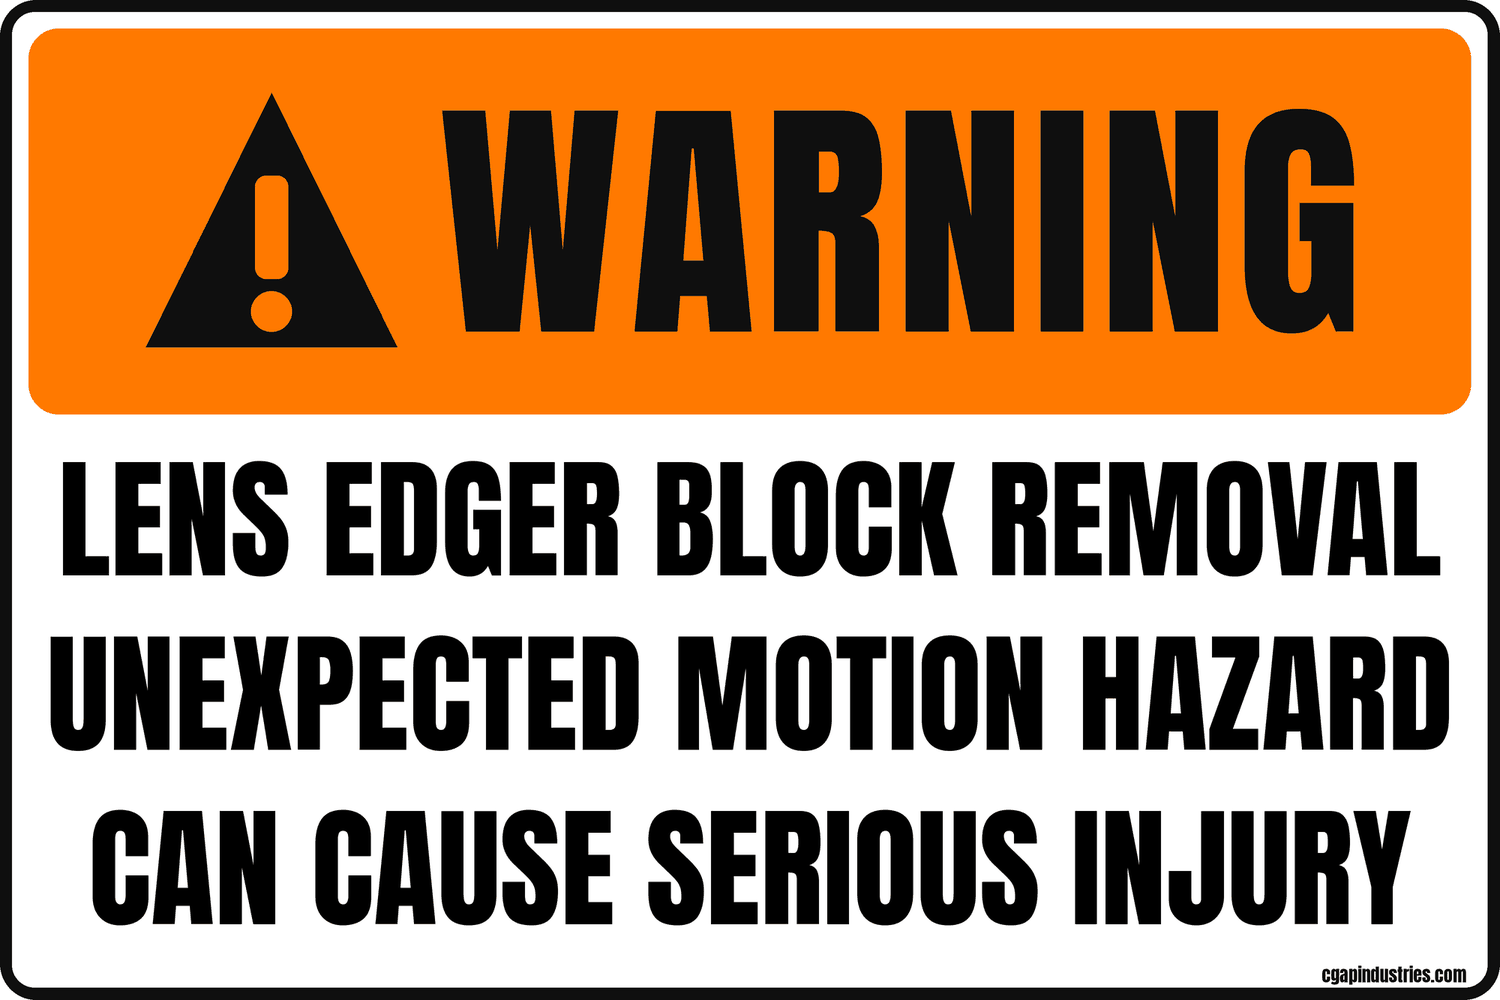 WARNING
LENS EDGER BLOCK REMOVAL
UNEXPECTED MOTION HAZARD
CAN CAUSE SERIOUS INJURY
cgapindustries.com